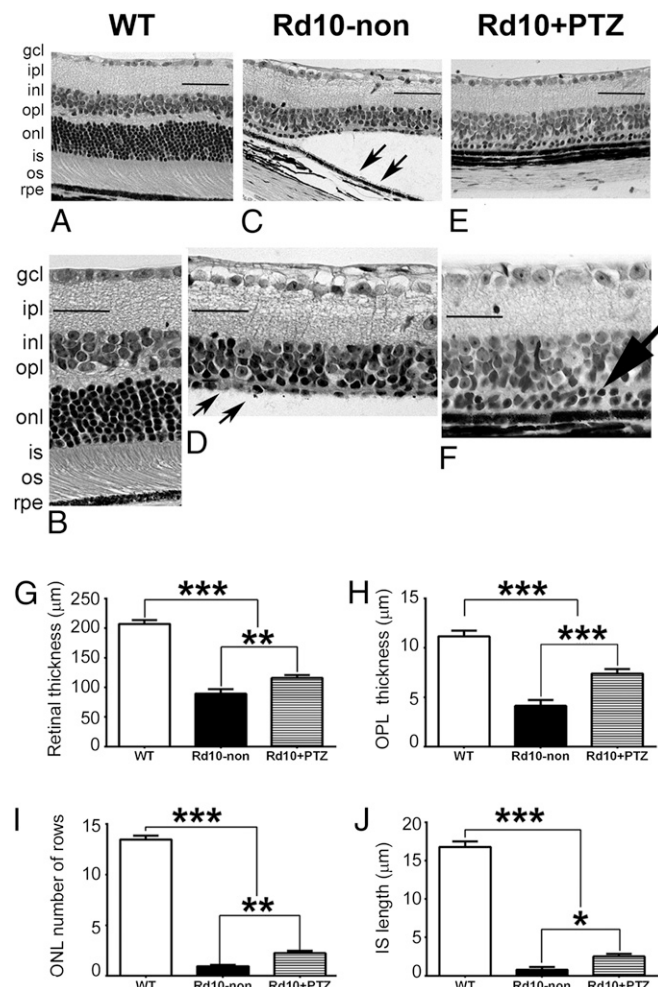 WT Rd10-non Rd10+PTZ
gcl
ipl
inl
opl
onl
is
os
rpe
A C E
gcl
ipl
inl
opl
onl
is
os
rpe
B D F
G
Retinal thickness (µm)
250
200
150
100
50
0
***
**
WT Rd10-non Rd10+PTZ
H
OPL thickness (µm)
15
10
5
0
***
***
WT Rd10-non Rd10+PTZ
I
ONL number of rows
15
10
5
0
***
**
WT Rd10-non Rd10+PTZ
J
IS length (µm)
20
15
10
5
0
***
*
WT Rd10-non Rd10+PTZ